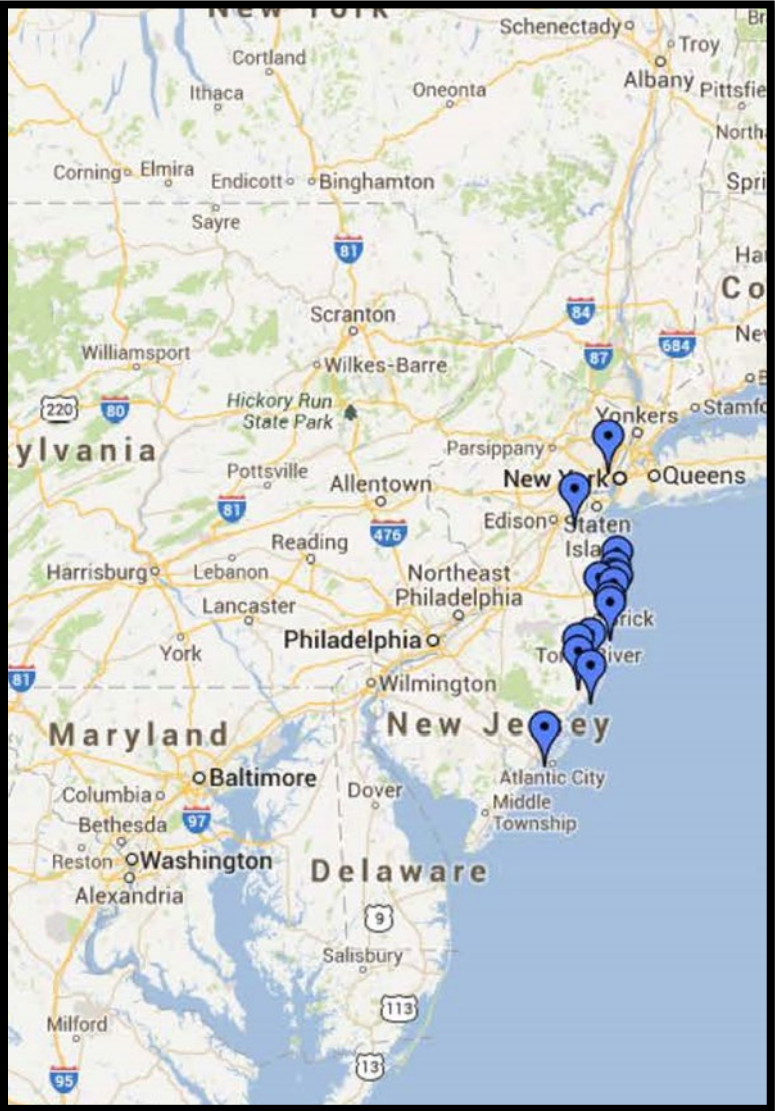 New York
Schenectady
Troy
Cortland
Albany
Ithaca
Oneonta
Pittsfie
North
Corning
Elmira
Endicott
Binghamton
Spri
Sayre
81
Ha
Co
84
Scranton
Ne
87
684
Williamsport
Wilkes-Barre
220
80
Hickory Run
State Park
Yonkers
Stamfo
ylvania
Parsippany
Pottsville
Allentown
New York
Queens
81
476
Edison
Staten
Isla
Reading
Harrisburg
Lebanon
Northeast
Philadelphia
Lancaster
rick
York
Philadelphia
To
River
81
Wilmington
Maryland
New Je
ey
Baltimore
Atlantic City
Columbia
Dover
Middle
Township
97
Bethesda
Reston
Washington
Delaware
Alexandria
9
Salisbury
113
Milford
13
95